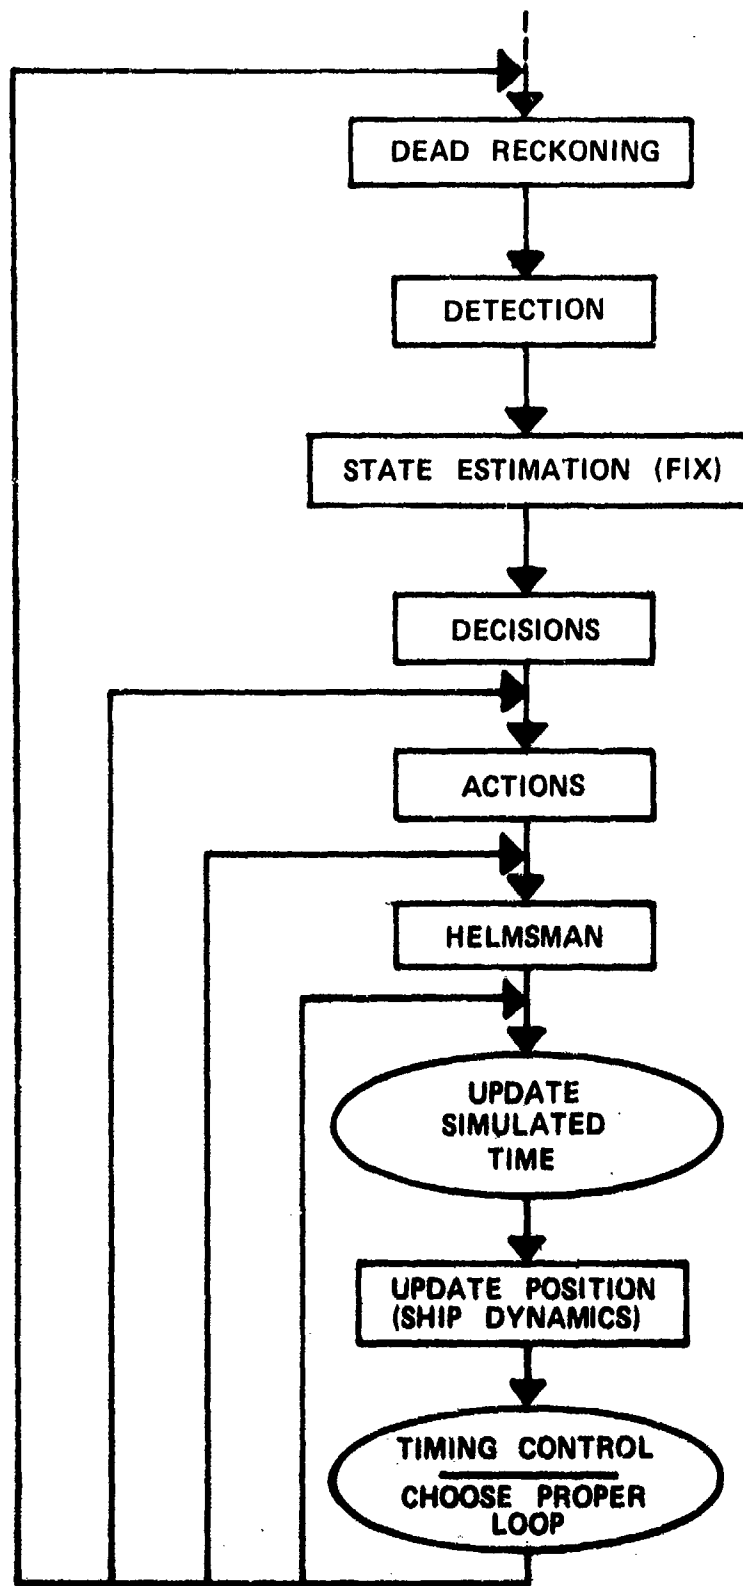 DEAD RECKONING
DETECTION
STATE ESTIMATION (FIX)
DECISIONS
ACTIONS
HELMSMAN
UPDATE
SIMULATED
TIME
UPDATE POSITION
(SHIP DYNAMICS)
TIMING CONTROL
CHOOSE PROPER
LOOP